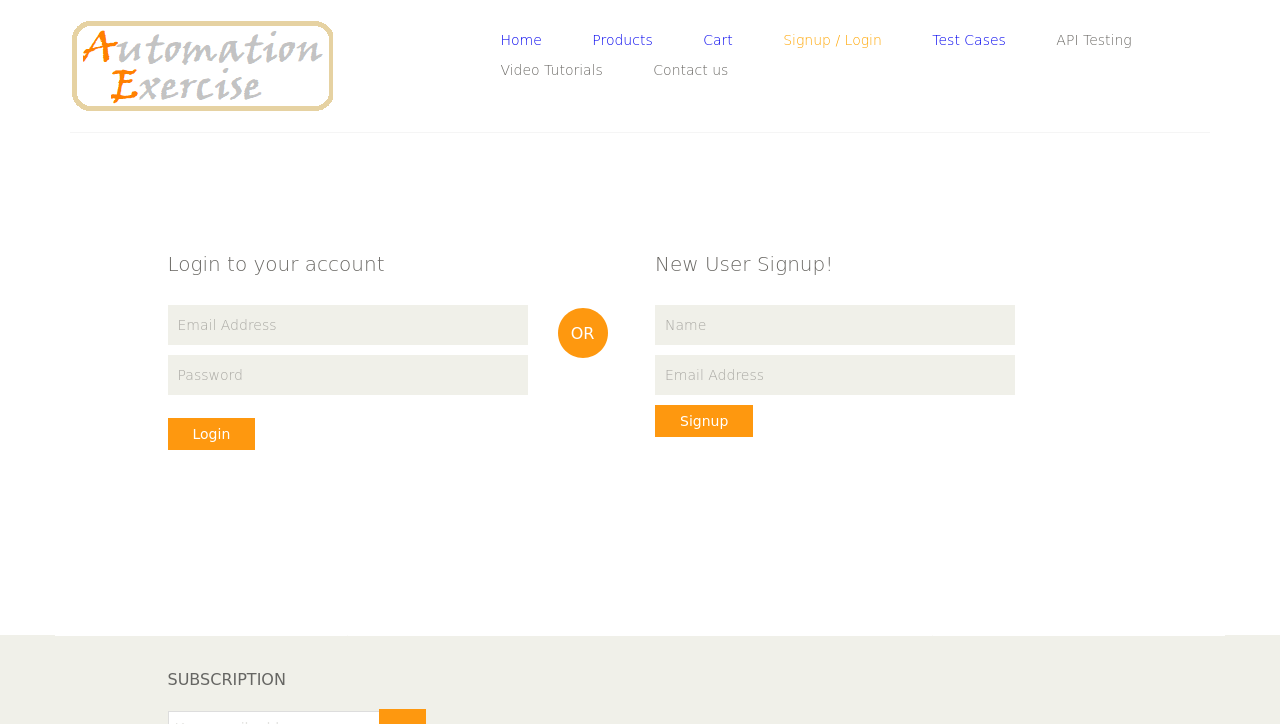 Automation
Exercise
Home Products Cart Signup / Login Test Cases API Testing
Video Tutorials Contact us
Login to your account
Email Address
Password
Login
OR
New User Signup!
Name
Email Address
Signup
SUBSCRIPTION